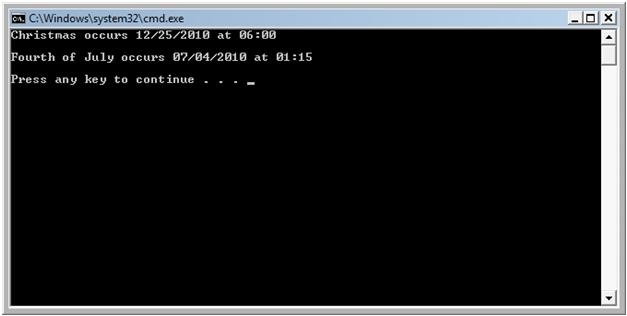 C:\Windows\system32\cmd.exe
Christmas occurs 12/25/2010 at 06:00
Fourth of July occurs 07/04/2010 at 01:15
Press any key to continue . . . _